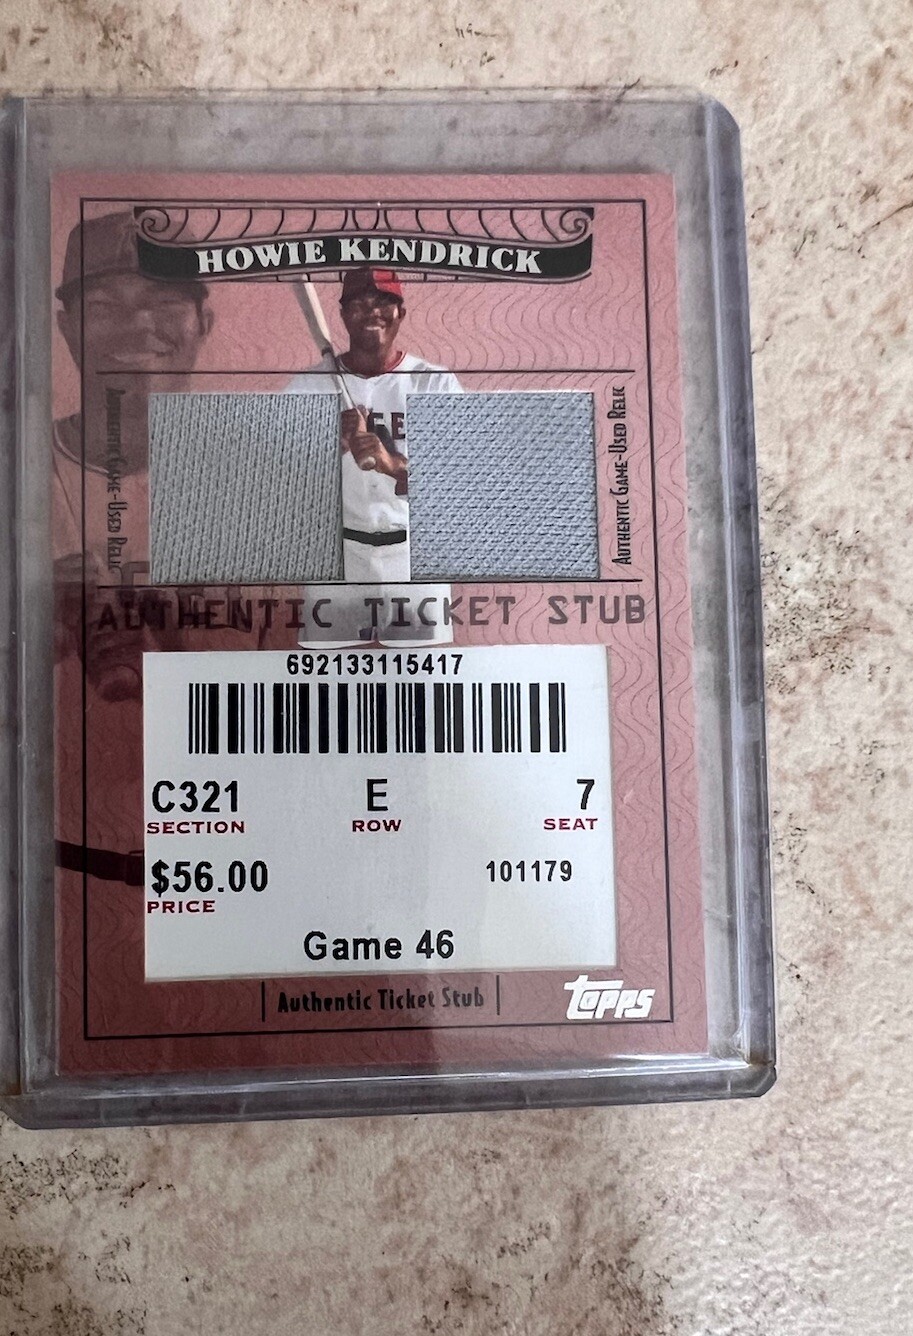 HOWIE KENDRICK
GE
Authentic Game-Used Relic
Authentic Game-Used Relic
AUTHENTIC TICKET STUB
692133115417
C321 E 7
SECTION ROW SEAT
$56.00 101179
PRICE
Game 46
Authentic Ticket Stub
topps